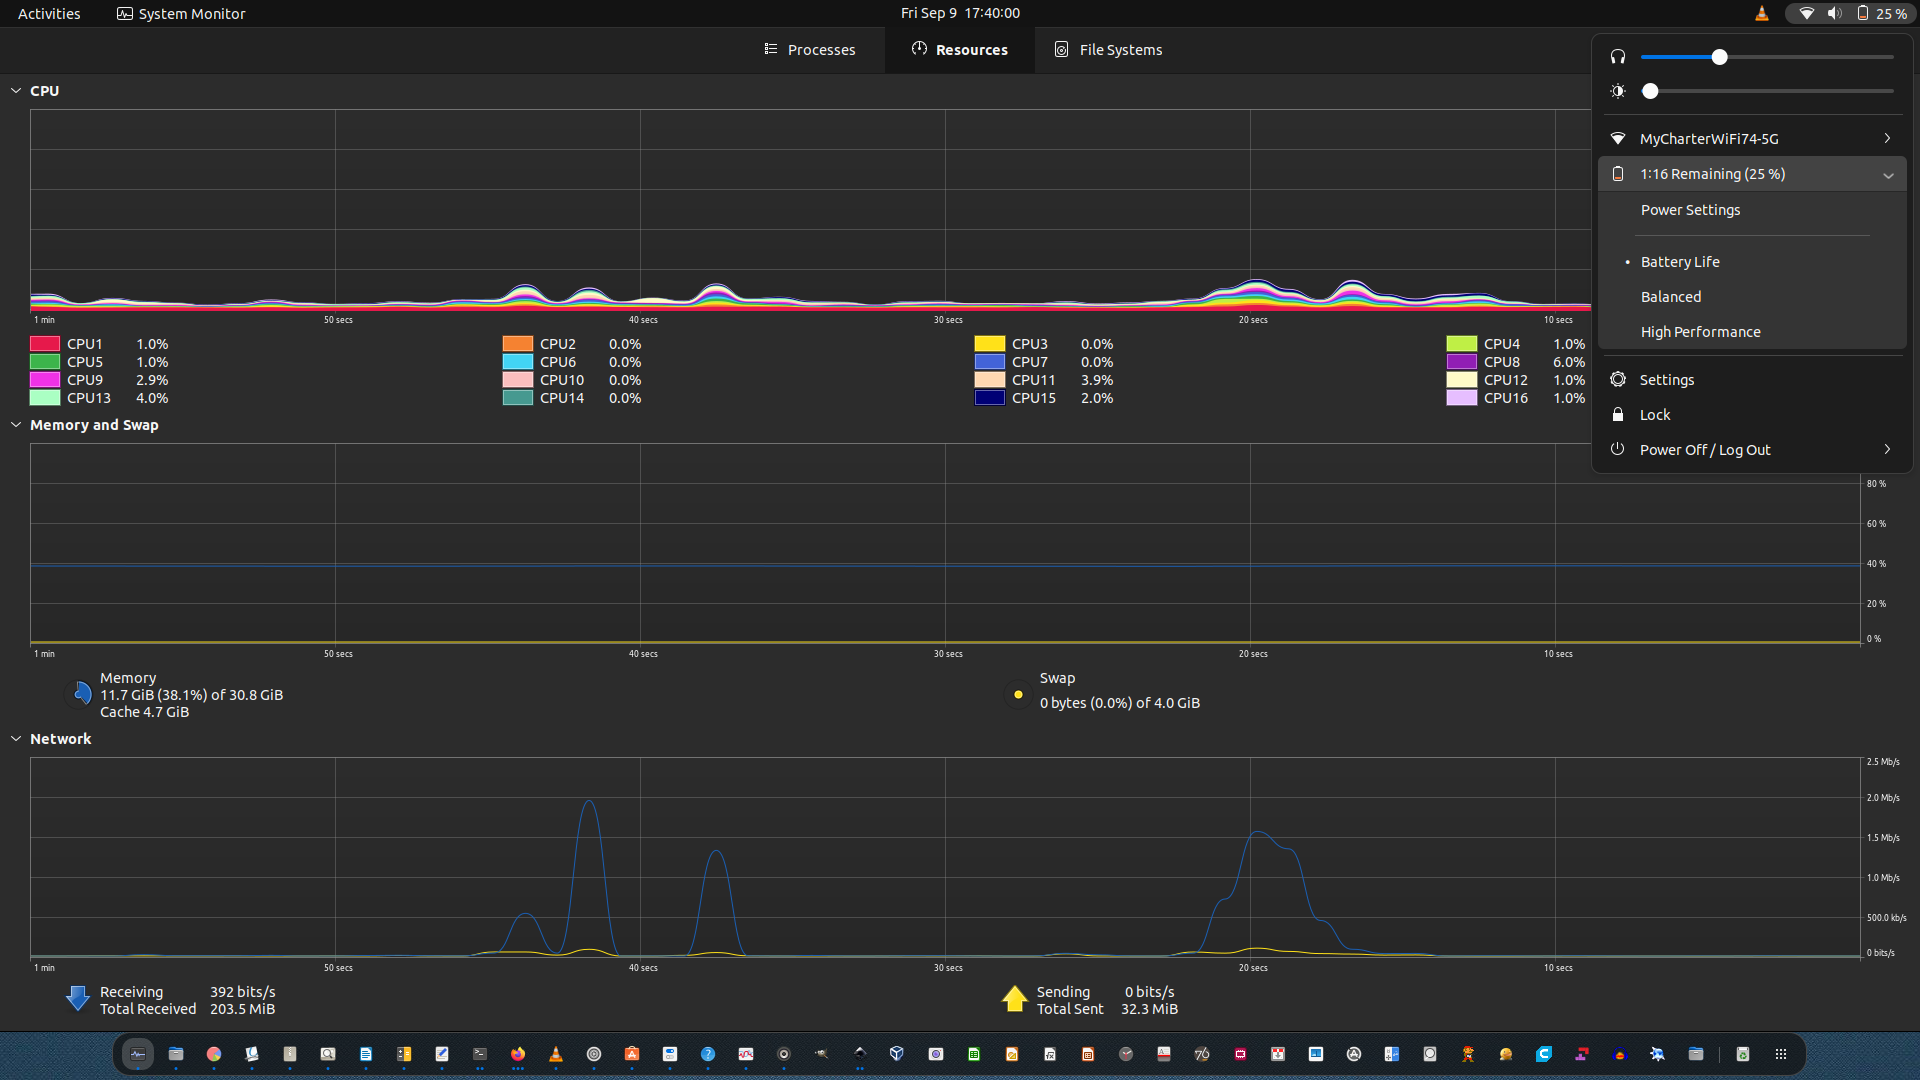 Activities
System Monitor
Fri Sep 9  17:40:00
25 %
Processes
Resources
File Systems
CPU
1 min
50 secs
40 secs
30 secs
20 secs
10 secs
CPU1 1.0%
CPU2 0.0%
CPU3 0.0%
CPU4 1.0%
CPU5 1.0%
CPU6 0.0%
CPU7 0.0%
CPU8 6.0%
CPU9 2.9%
CPU10 0.0%
CPU11 3.9%
CPU12 1.0%
CPU13 4.0%
CPU14 0.0%
CPU15 2.0%
CPU16 1.0%
MyCharterWiFi74-5G
1:16 Remaining (25 %)
Power Settings
Battery Life
Balanced
High Performance
Settings
Lock
Power Off / Log Out
Memory and Swap
80 %
60 %
40 %
20 %
0 %
1 min
50 secs
40 secs
30 secs
20 secs
10 secs
Memory
11.7 GiB (38.1%) of 30.8 GiB
Cache 4.7 GiB
Swap
0 bytes (0.0%) of 4.0 GiB
Network
2.5 Mb/s
2.0 Mb/s
1.5 Mb/s
1.0 Mb/s
500.0 kb/s
0 bits/s
1 min
50 secs
40 secs
30 secs
20 secs
10 secs
Receiving 392 bits/s
Total Received 203.5 MiB
Sending 0 bits/s
Total Sent 32.3 MiB
76